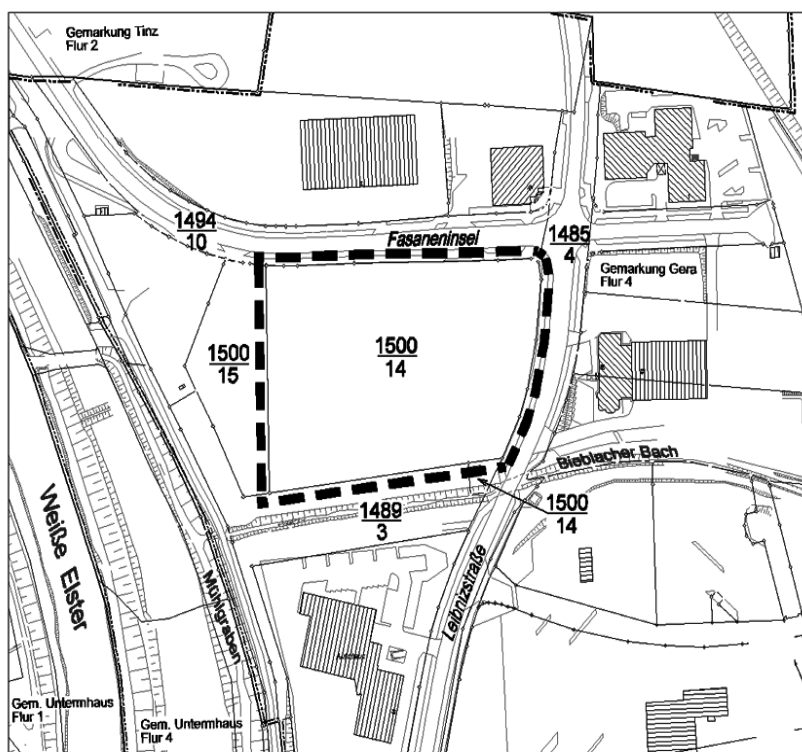 Gemarkung Tinz
Flur 2
1494
10
Fasaneninsel
1485
4
Gemarkung Gera
Flur 4
1500
15
1500
14
Bieblacher Bach
1500
14
1489
3
Weiße Elster
Mühlgraben
Leibnizstraße
Gem. Untermhaus
Flur 1
Gem. Untermhaus
Flur 4